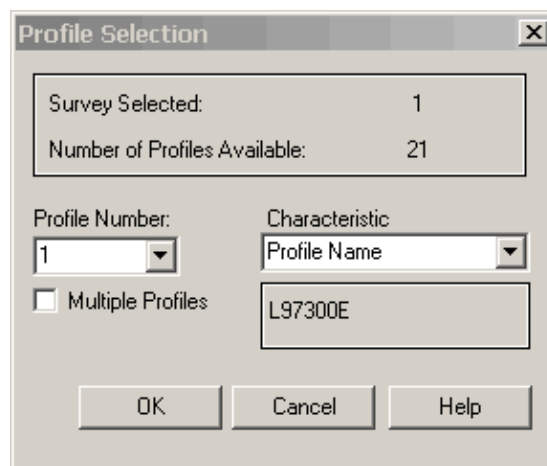 Profile Selection
Survey Selected: 1
Number of Profiles Available: 21
Profile Number: Characteristic
1 Profile Name
Multiple Profiles L97300E
OK Cancel Help